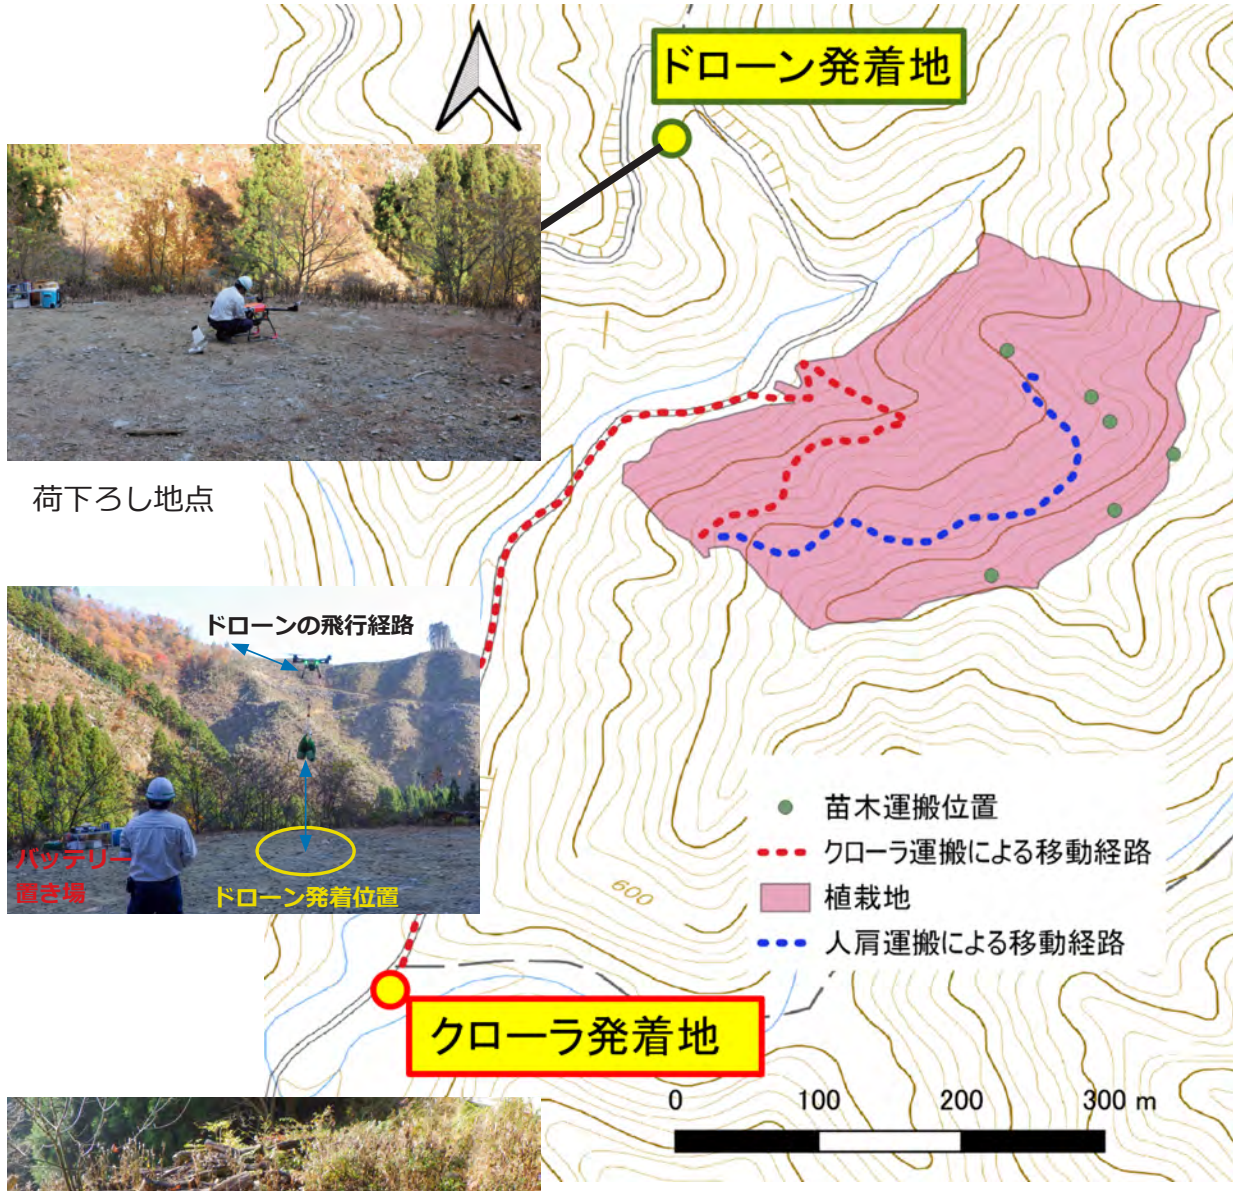 ドローン発着地
荷下ろし地点
ドローンの飛行経路
バッテリー
置き場
ドローン発着位置
600
苗木運搬位置
クローラ運搬による移動経路
植栽地
人肩運搬による移動経路
クローラ発着地
0 100 200 300 m